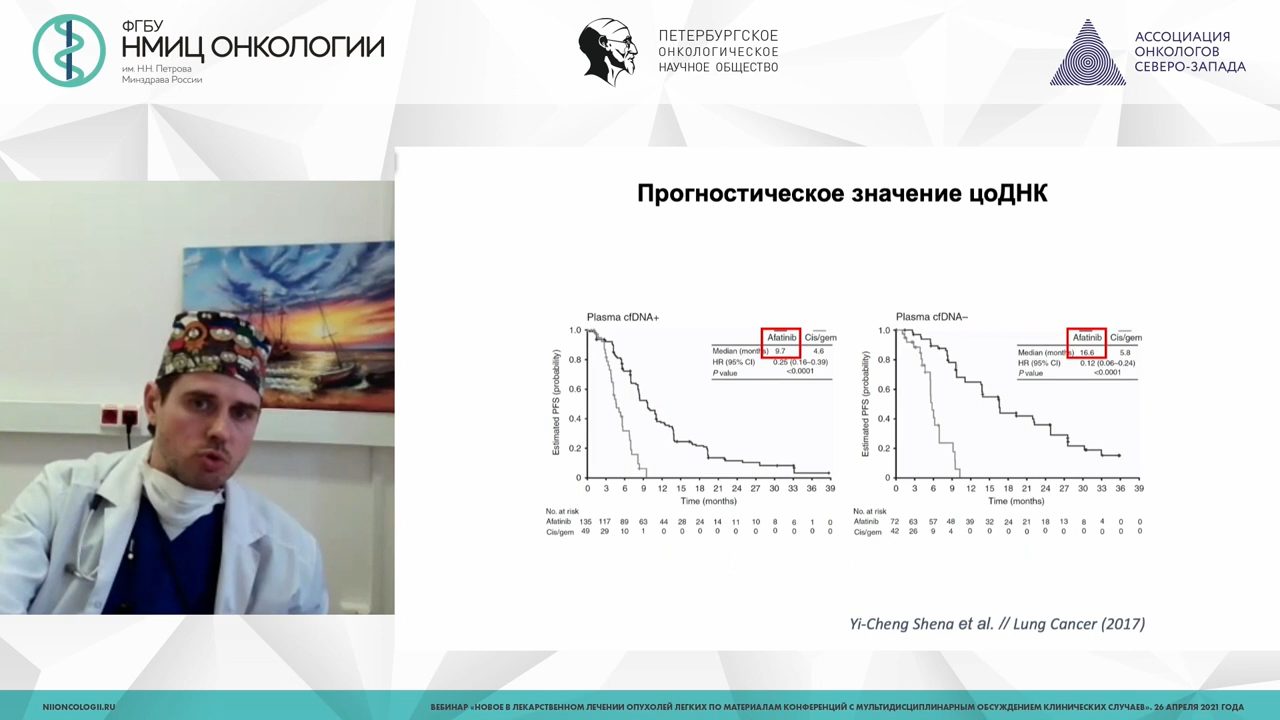 ФГБУ
НМИЦ ОНКОЛОГИИ
им. Н.Н. Петрова
Минздрава России
ПЕТЕРБУРГСКОЕ
ОНКОЛОГИЧЕСКОЕ
НАУЧНОЕ ОБЩЕСТВО
АССОЦИАЦИЯ
ОНКОЛОГОВ
СЕВЕРО-ЗАПАДА
Прогностическое значение цоДНК
Plasma cfDNA+
Afatinib Cis/gem
Median (months) 9.7 4.6
HR (95% CI) 0.25 (0.16–0.39)
P value <0.0001
Estimated PFS (probability)
1.0
0.8
0.6
0.4
0.2
0
0 3 6 9 12 15 18 21 24 27 30 33 36 39
Time (months)
No. at risk
Afatinib 135 117 89 63 44 28 24 14 11 10 8 6 1 0
Cis/gem 49 29 10 1 0 0 0 0 0 0 0 0 0 0
Plasma cfDNA–
Afatinib Cis/gem
Median (months) 16.6 5.8
HR (95% CI) 0.12 (0.06–0.24)
P value <0.0001
Estimated PFS (probability)
1.0
0.8
0.6
0.4
0.2
0
0 3 6 9 12 15 18 21 24 27 30 33 36 39
Time (months)
No. at risk
Afatinib 72 63 57 48 39 32 24 21 18 13 8 4 0 0
Cis/gem 42 26 9 4 0 0 0 0 0 0 0 0 0 0
Yi-Cheng Shena et al. // Lung Cancer (2017)
NIIONCOLOGII.RU
ВЕБИНАР «НОВОЕ В ЛЕКАРСТВЕННОМ ЛЕЧЕНИИ ОПУХОЛЕЙ ЛЕГКИХ ПО МАТЕРИАЛАМ КОНФЕРЕНЦИЙ С МУЛЬТИДИСЦИПЛИНАРНЫМ ОБСУЖДЕНИЕМ КЛИНИЧЕСКИХ СЛУЧАЕВ». 26 АПРЕЛЯ 2021 ГОДА